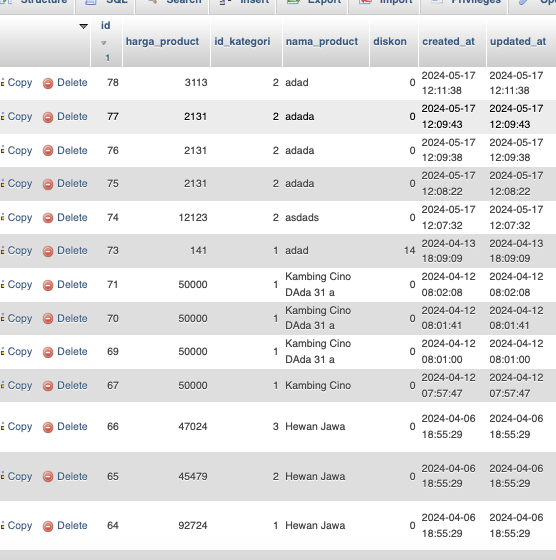 Structure SQL Search Insert Export Import Privileges
id 1 harga_product id_kategori nama_product diskon created_at updated_at
Copy Delete 78 3113 2 adad 0 2024-05-17 12:11:38 2024-05-17 12:11:38
Copy Delete 77 2131 2 adada 0 2024-05-17 12:09:43 2024-05-17 12:09:43
Copy Delete 76 2131 2 adada 0 2024-05-17 12:09:38 2024-05-17 12:09:38
Copy Delete 75 2131 2 adada 0 2024-05-17 12:08:22 2024-05-17 12:08:22
Copy Delete 74 12123 2 asdads 0 2024-05-17 12:07:32 2024-05-17 12:07:32
Copy Delete 73 141 1 adad 14 2024-04-13 18:09:09 2024-04-13 18:09:09
Copy Delete 71 50000 1 Kambing Cino DAda 31 a 0 2024-04-12 08:02:08 2024-04-12 08:02:08
Copy Delete 70 50000 1 Kambing Cino DAda 31 a 0 2024-04-12 08:01:41 2024-04-12 08:01:41
Copy Delete 69 50000 1 Kambing Cino DAda 31 a 0 2024-04-12 08:01:00 2024-04-12 08:01:00
Copy Delete 67 50000 1 Kambing Cino 0 2024-04-12 07:57:47 2024-04-12 07:57:47
Copy Delete 66 47024 3 Hewan Jawa 0 2024-04-06 18:55:29 2024-04-06 18:55:29
Copy Delete 65 45479 2 Hewan Jawa 0 2024-04-06 18:55:29 2024-04-06 18:55:29
Copy Delete 64 92724 1 Hewan Jawa 0 2024-04-06 18:55:29 2024-04-06 18:55:29